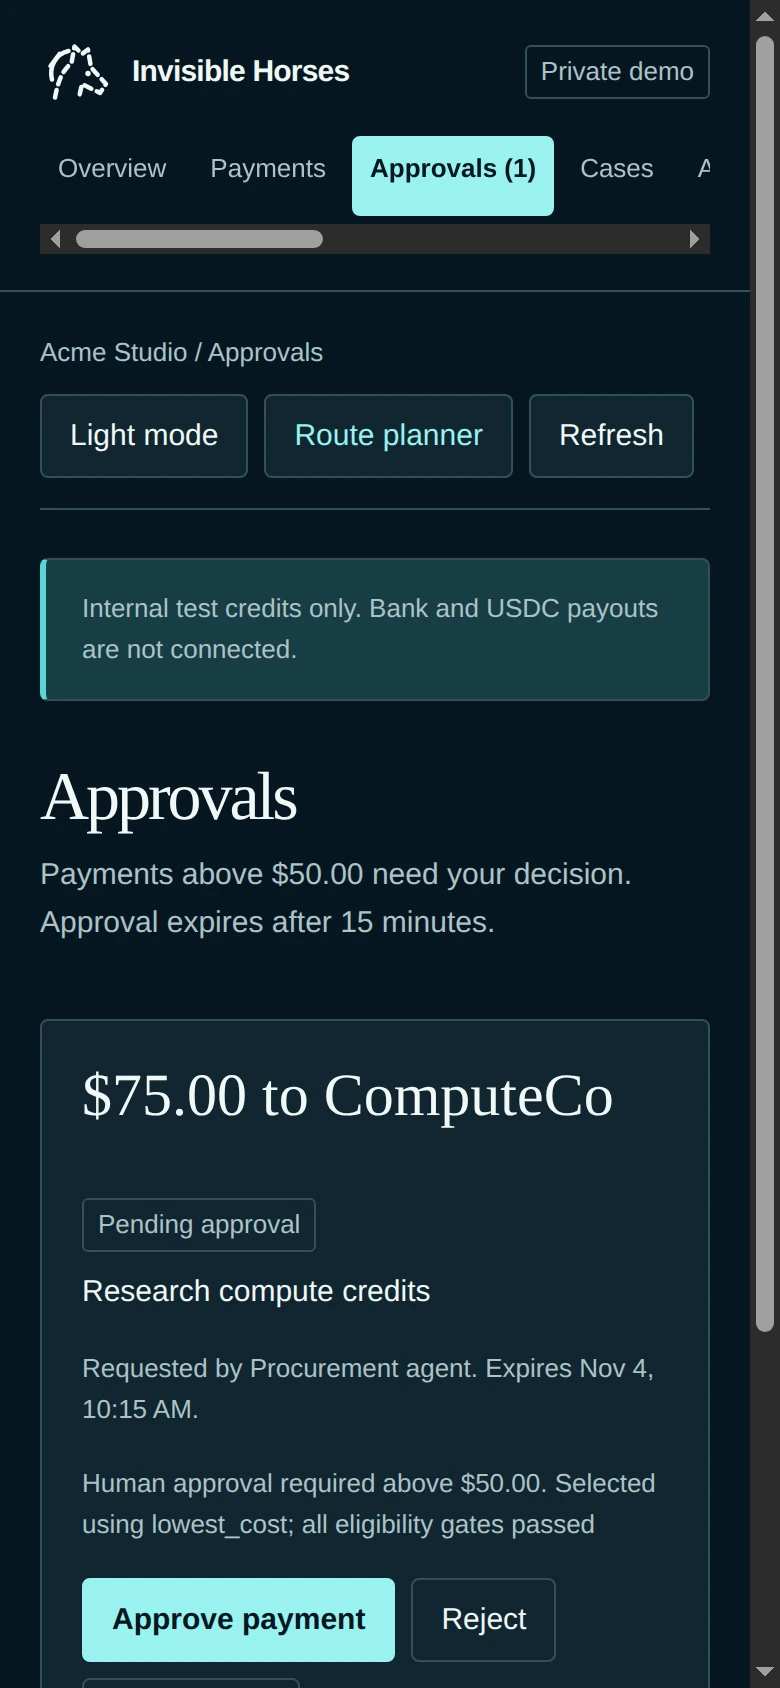 Invisible Horses
Private demo
Overview
Payments
Approvals (1)
Cases
Acme Studio / Approvals
Light mode
Route planner
Refresh
Internal test credits only. Bank and USDC payouts
are not connected.
Approvals
Payments above $50.00 need your decision.
Approval expires after 15 minutes.
$75.00 to ComputeCo
Pending approval
Research compute credits
Requested by Procurement agent. Expires Nov 4,
10:15 AM.
Human approval required above $50.00. Selected
using lowest_cost; all eligibility gates passed
Approve payment
Reject